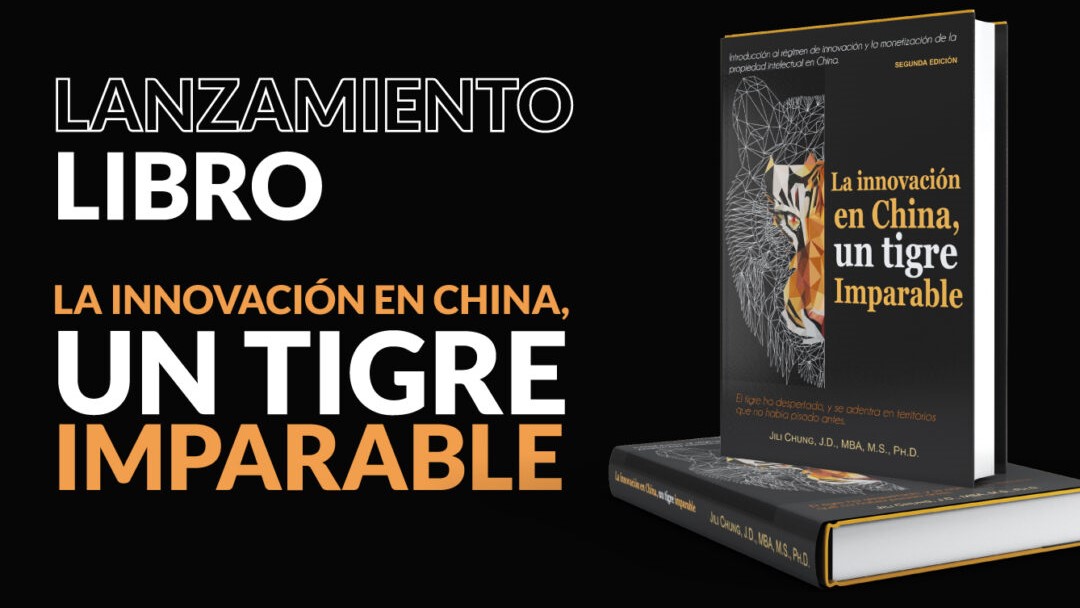 LANZAMIENTO
LIBRO
LA INNOVACIÓN EN CHINA,
UN TIGRE
IMPARABLE
Introducción al régimen de innovación y la monetización de la
propiedad intelectual en China.
SEGUNDA EDICIÓN
La innovación
en China,
un tigre
Imparable
El tigre ha despertado, y se adentra en territorios
que no había pisado antes.
JILI CHUNG, J.D., MBA, M.S., PH.D.
La innovación en China, un tigre imparable
JILI CHUNG, J.D., MBA, M.S., PH.D.